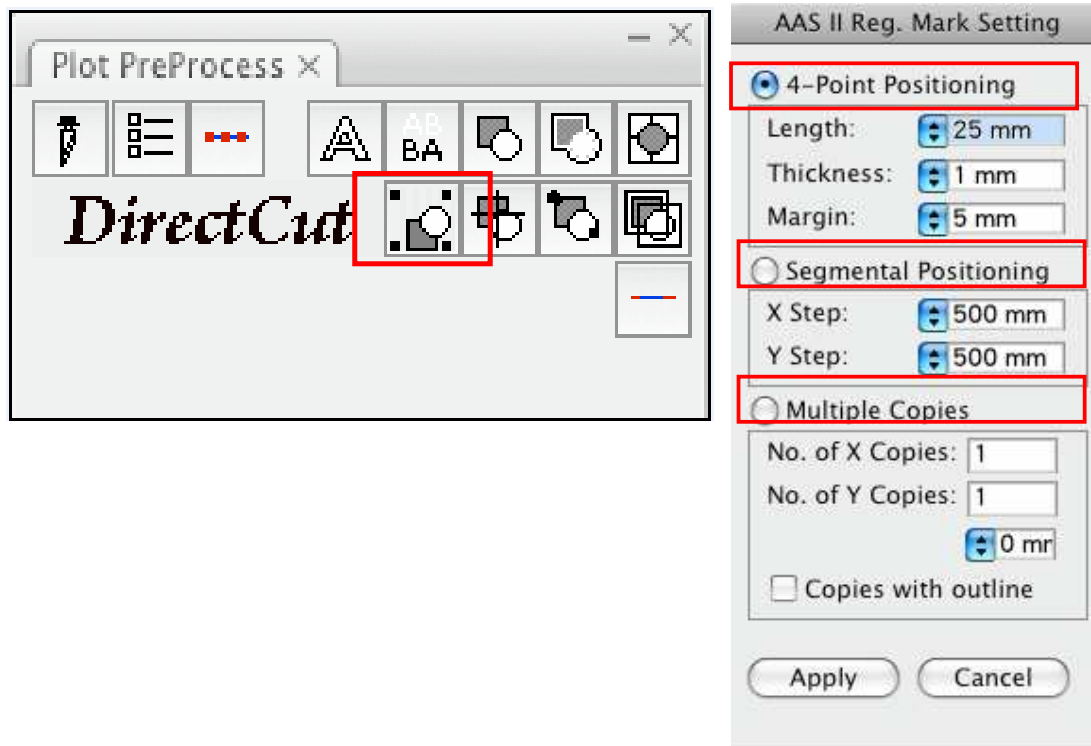 Plot PreProcess ×
A
AB
BA
DirectCut
AAS II Reg. Mark Setting
4-Point Positioning
Length: 25 mm
Thickness: 1 mm
Margin: 5 mm
Segmental Positioning
X Step: 500 mm
Y Step: 500 mm
Multiple Copies
No. of X Copies: 1
No. of Y Copies: 1
0 mr
Copies with outline
Apply
Cancel